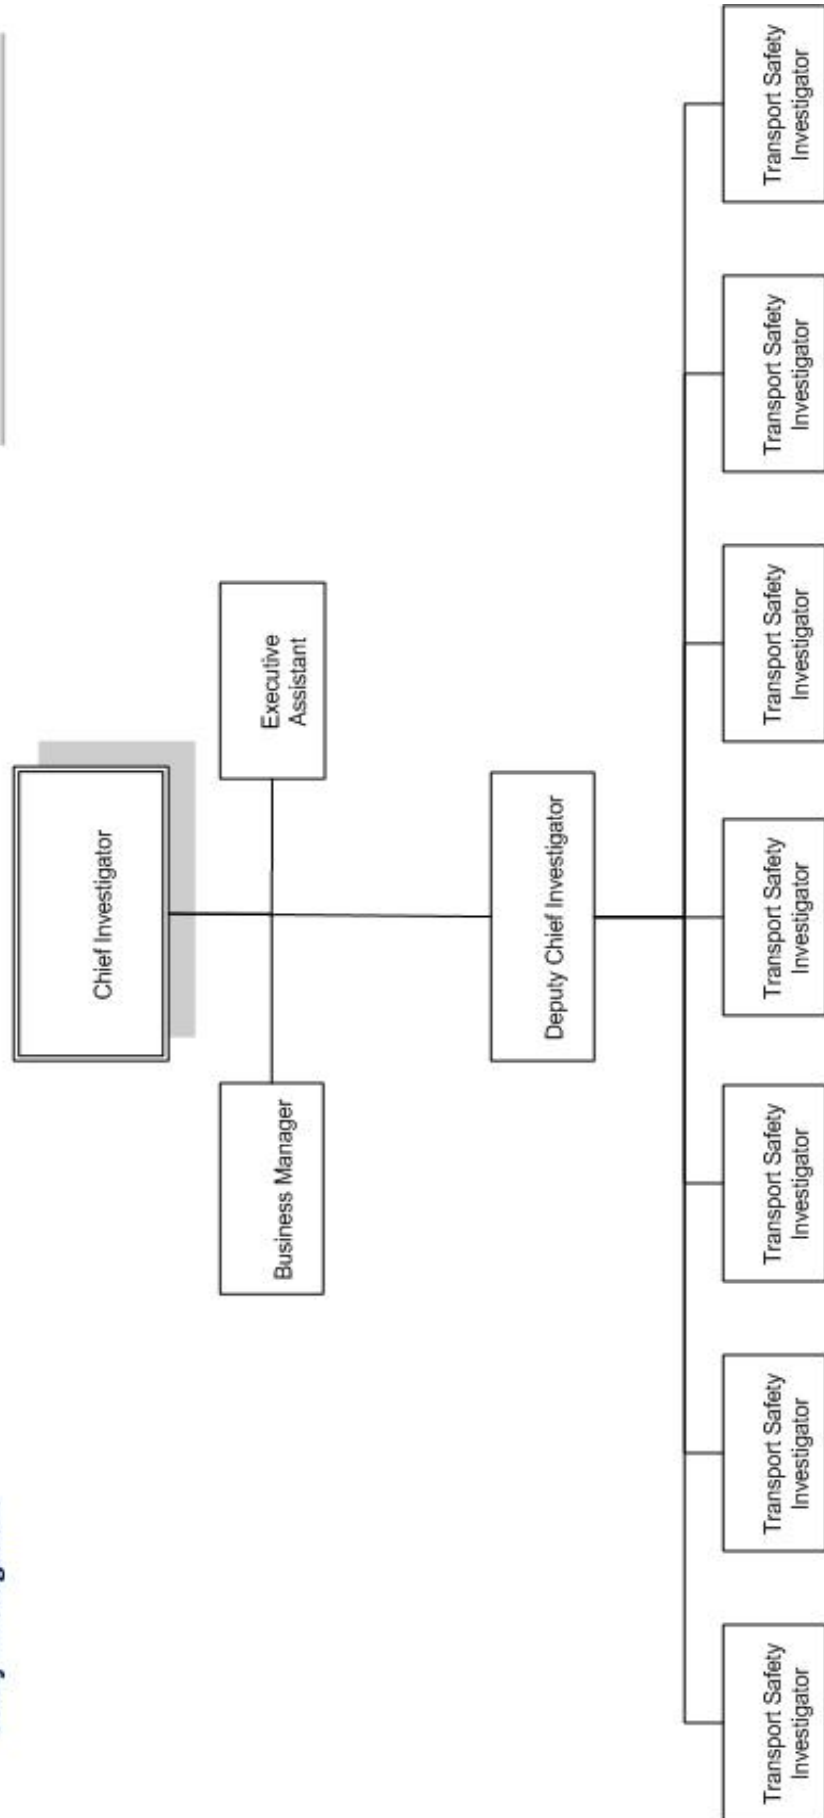 Chief Investigator
Business Manager
Executive
Assistant
Deputy Chief Investigator
Transport Safety
Investigator
Transport Safety
Investigator
Transport Safety
Investigator
Transport Safety
Investigator
Transport Safety
Investigator
Transport Safety
Investigator
Transport Safety
Investigator